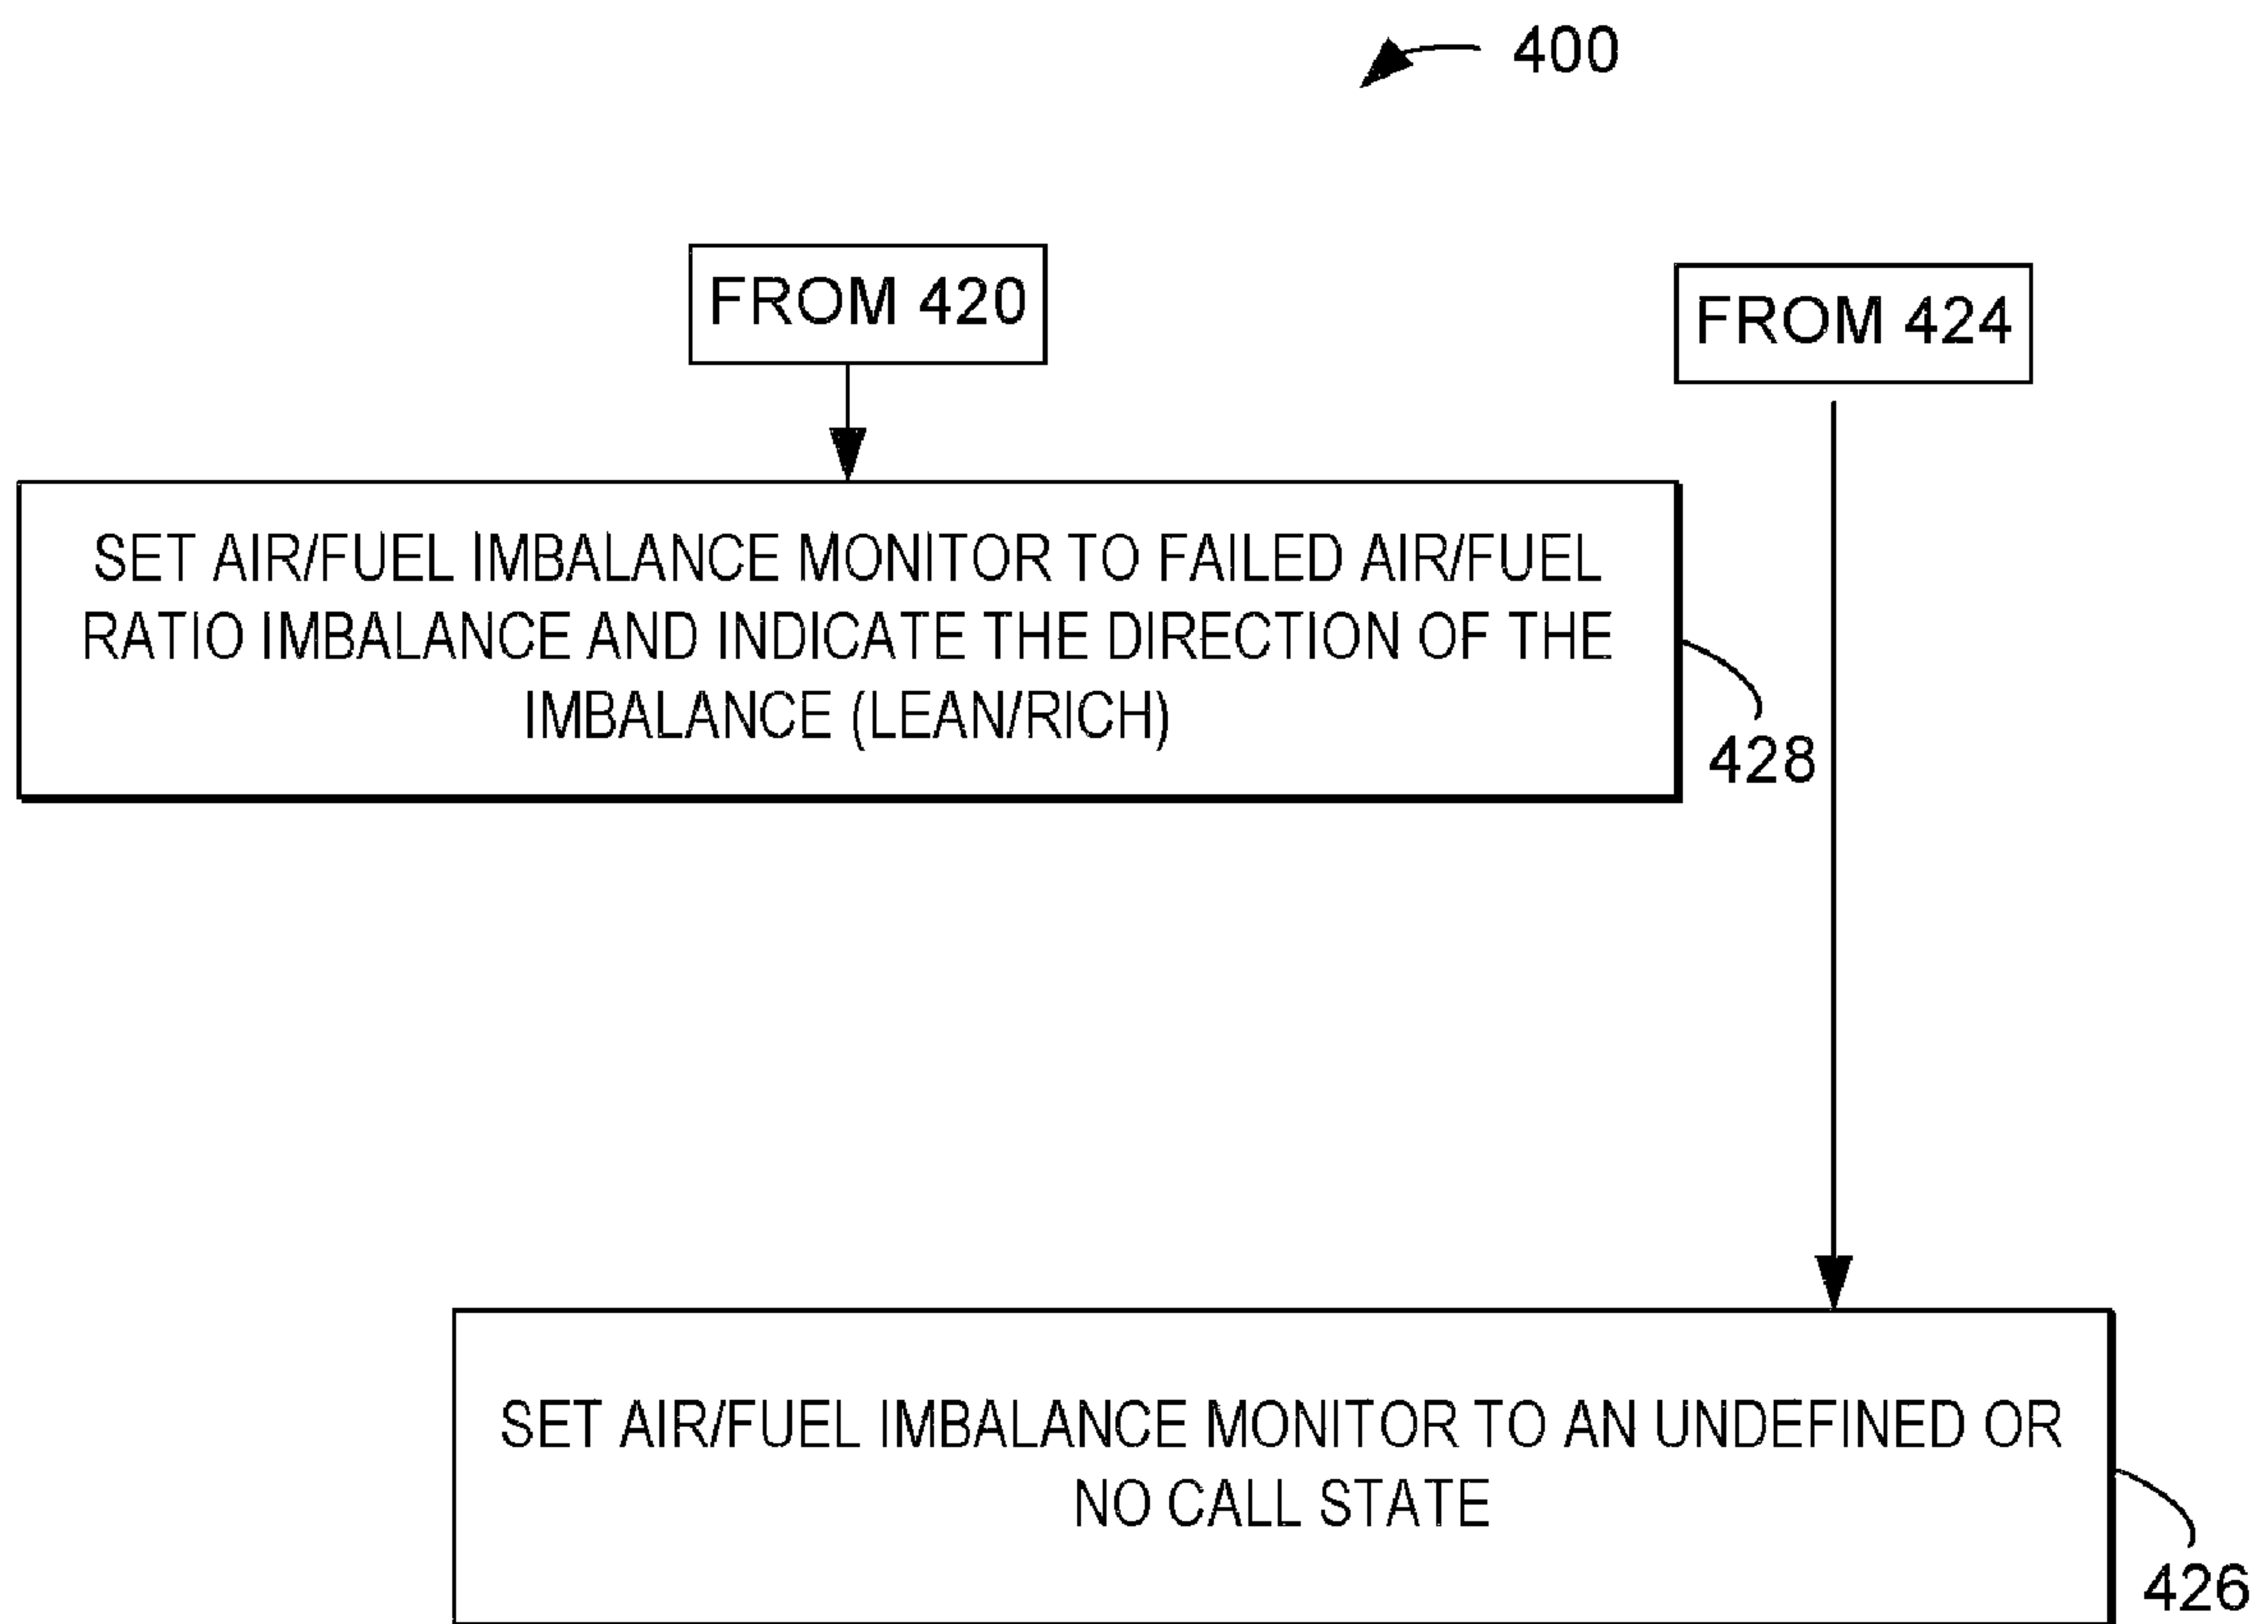 400
FROM 420
FROM 424
SET AIR/FUEL IMBALANCE MONITOR TO FAILED AIR/FUEL
RATIO IMBALANCE AND INDICATE THE DIRECTION OF THE
IMBALANCE (LEAN/RICH)
428
SET AIR/FUEL IMBALANCE MONITOR TO AN UNDEFINED OR
NO CALL STATE
426